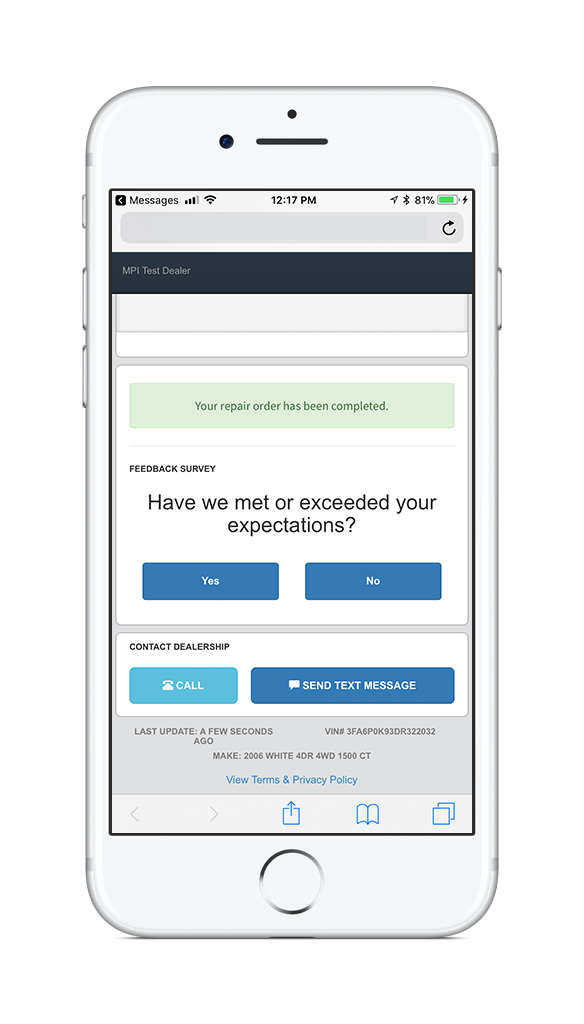 Messages 12:17 PM 81%
MPI Test Dealer
Your repair order has been completed.
FEEDBACK SURVEY
Have we met or exceeded your
expectations?
Yes No
CONTACT DEALERSHIP
CALL SEND TEXT MESSAGE
LAST UPDATE: A FEW SECONDS
AGO
VIN# 3FA6P0K93DR322032
MAKE: 2006 WHITE 4DR 4WD 1500 CT
View Terms & Privacy Policy